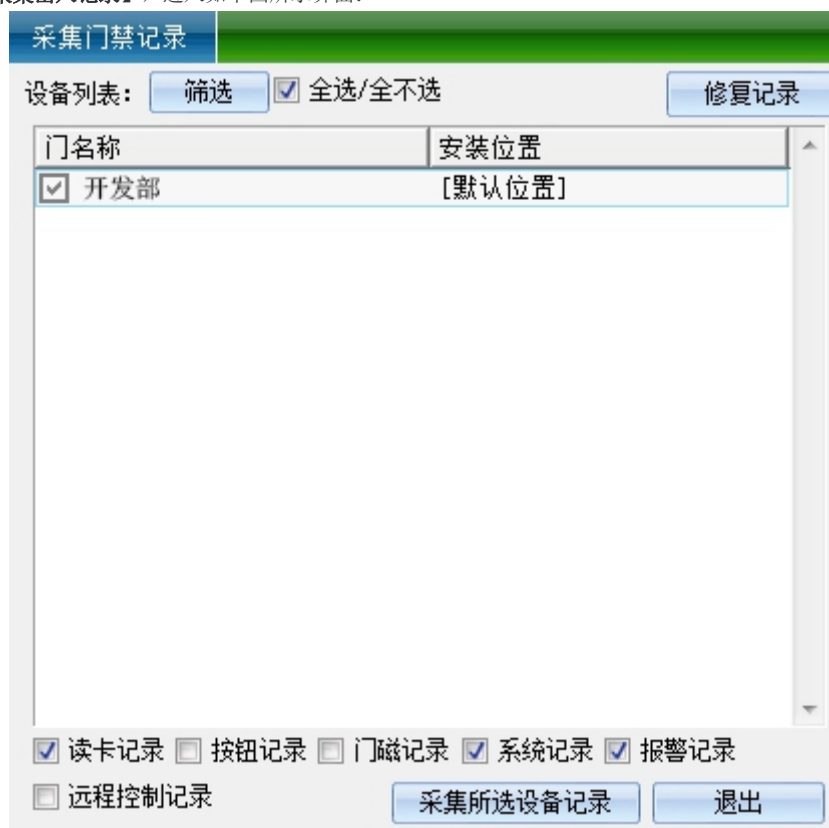 采集门禁记录
设备列表： 筛选 全选/全不选 修复记录
门名称 安装位置
开发部 [默认位置]
读卡记录 按钮记录 门磁记录 系统记录 报警记录
远程控制记录 采集所选设备记录 退出